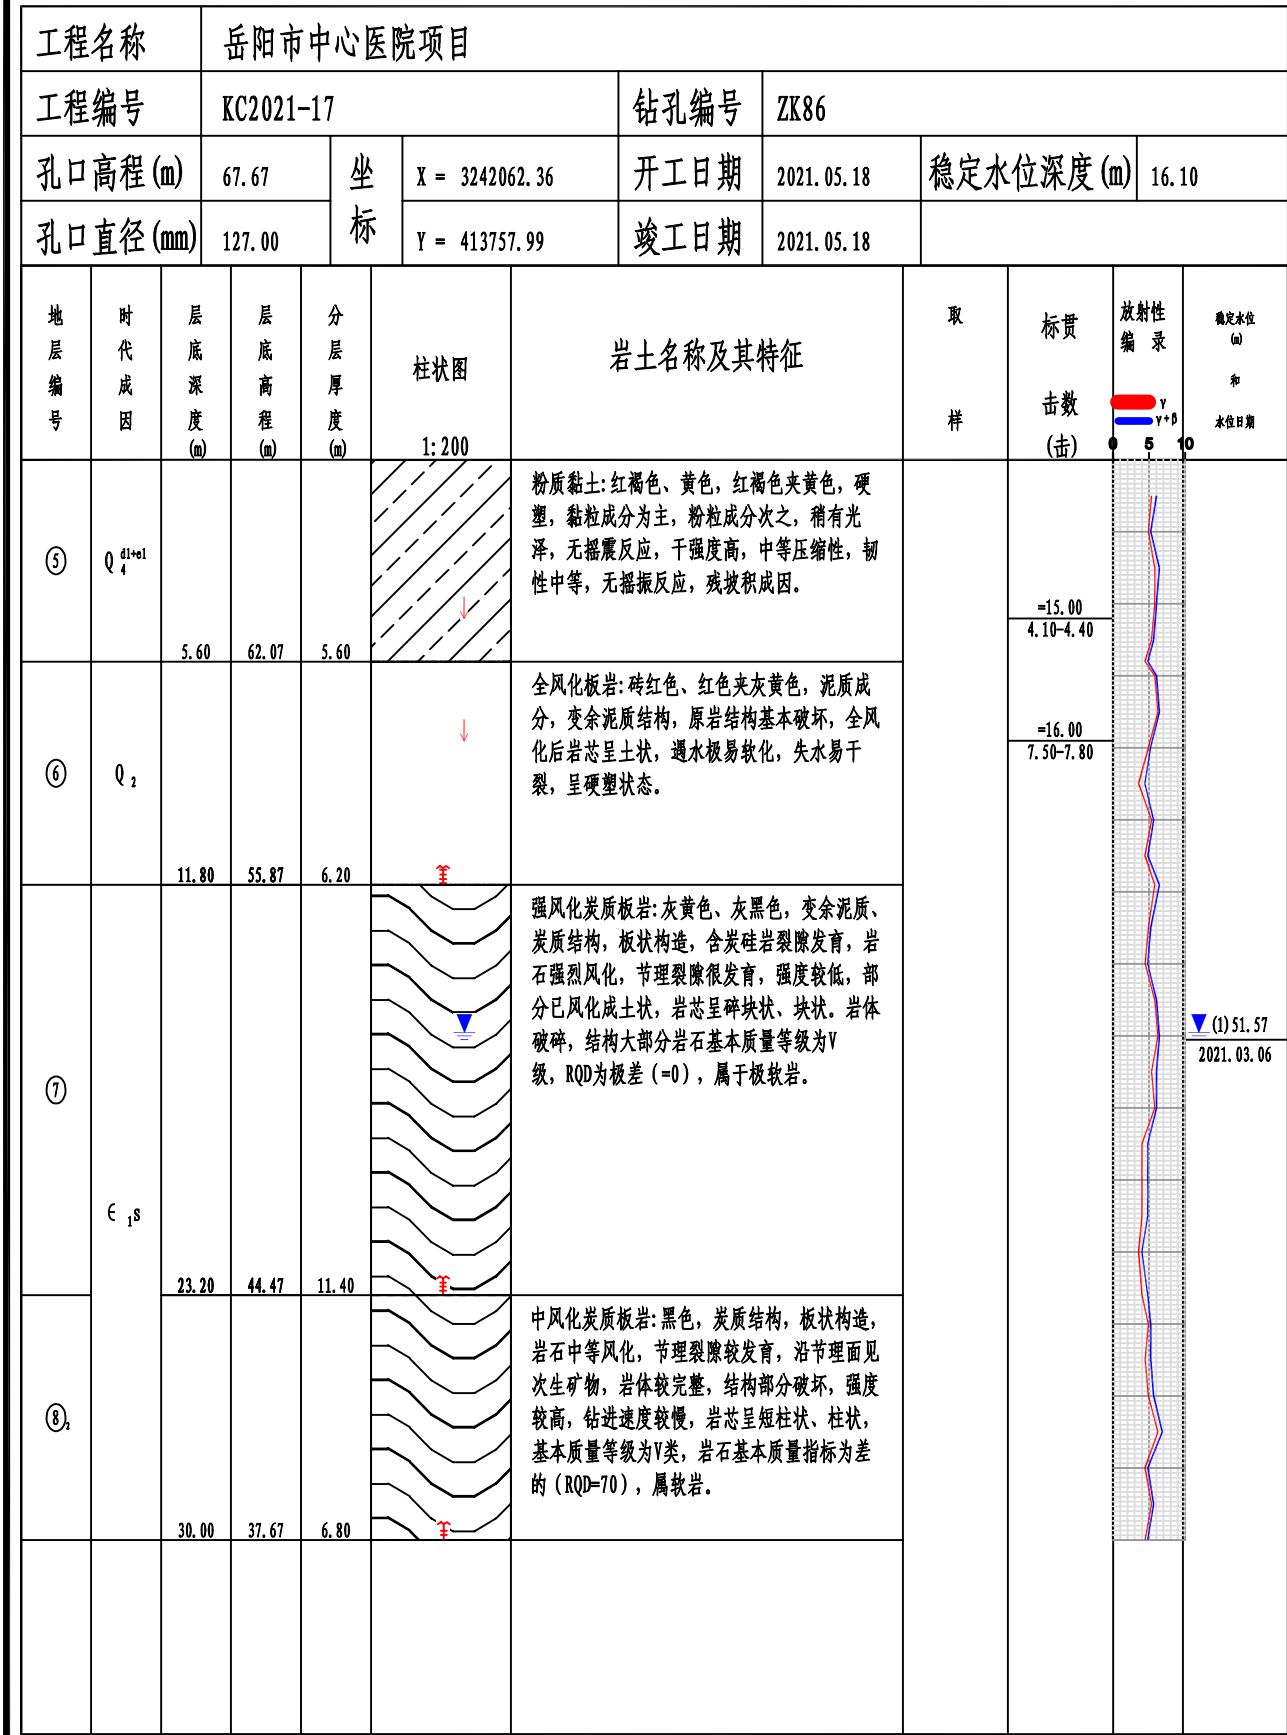 工程名称 岳阳市中心医院项目
工程编号 KC2021-17 钻孔编号 ZK86
孔口高程(m) 67.67 坐标 X = 3242062.36 开工日期 2021.05.18 稳定水位深度(m) 16.10
孔口直径(mm) 127.00 Y = 413757.99 竣工日期 2021.05.18
地层编号 时代成因 层底深度(m) 层底高程(m) 分层厚度(m) 柱状图 1:200 岩土名称及其特征 取样 标贯击数(击) 放射性编录 γ γ+β 0 5 10 稳定水位(m)和水位日期
⑤ Q4 dl+el 5.60 62.07 5.60
粉质黏土:红褐色、黄色，红褐色夹黄色，硬
塑，黏粒成分为主，粉粒成分次之，稍有光
泽，无摇震反应，干强度高，中等压缩性，韧
性中等，无摇振反应，残坡积成因。
=15.00
4.10-4.40
⑥ Q2 11.80 55.87 6.20
全风化板岩:砖红色、红色夹灰黄色，泥质成
分，变余泥质结构，原岩结构基本破坏，全风
化后岩芯呈土状，遇水极易软化，失水易干
裂，呈硬塑状态。
=16.00
7.50-7.80
⑦ ∈1s 23.20 44.47 11.40
强风化炭质板岩:灰黄色、灰黑色，变余泥质、
炭质结构，板状构造，含炭硅岩裂隙发育，岩
石强烈风化，节理裂隙很发育，强度较低，部
分已风化成土状，岩芯呈碎块状、块状。岩体
破碎，结构大部分岩石基本质量等级为V
级，RQD为极差（=0），属于极软岩。
(1)51.57
2021.03.06
⑧2 30.00 37.67 6.80
中风化炭质板岩:黑色，炭质结构，板状构造，
岩石中等风化，节理裂隙较发育，沿节理面见
次生矿物，岩体较完整，结构部分破坏，强度
较高，钻进速度较慢，岩芯呈短柱状、柱状，
基本质量等级为V类，岩石基本质量指标为差
的（RQD=70），属软岩。